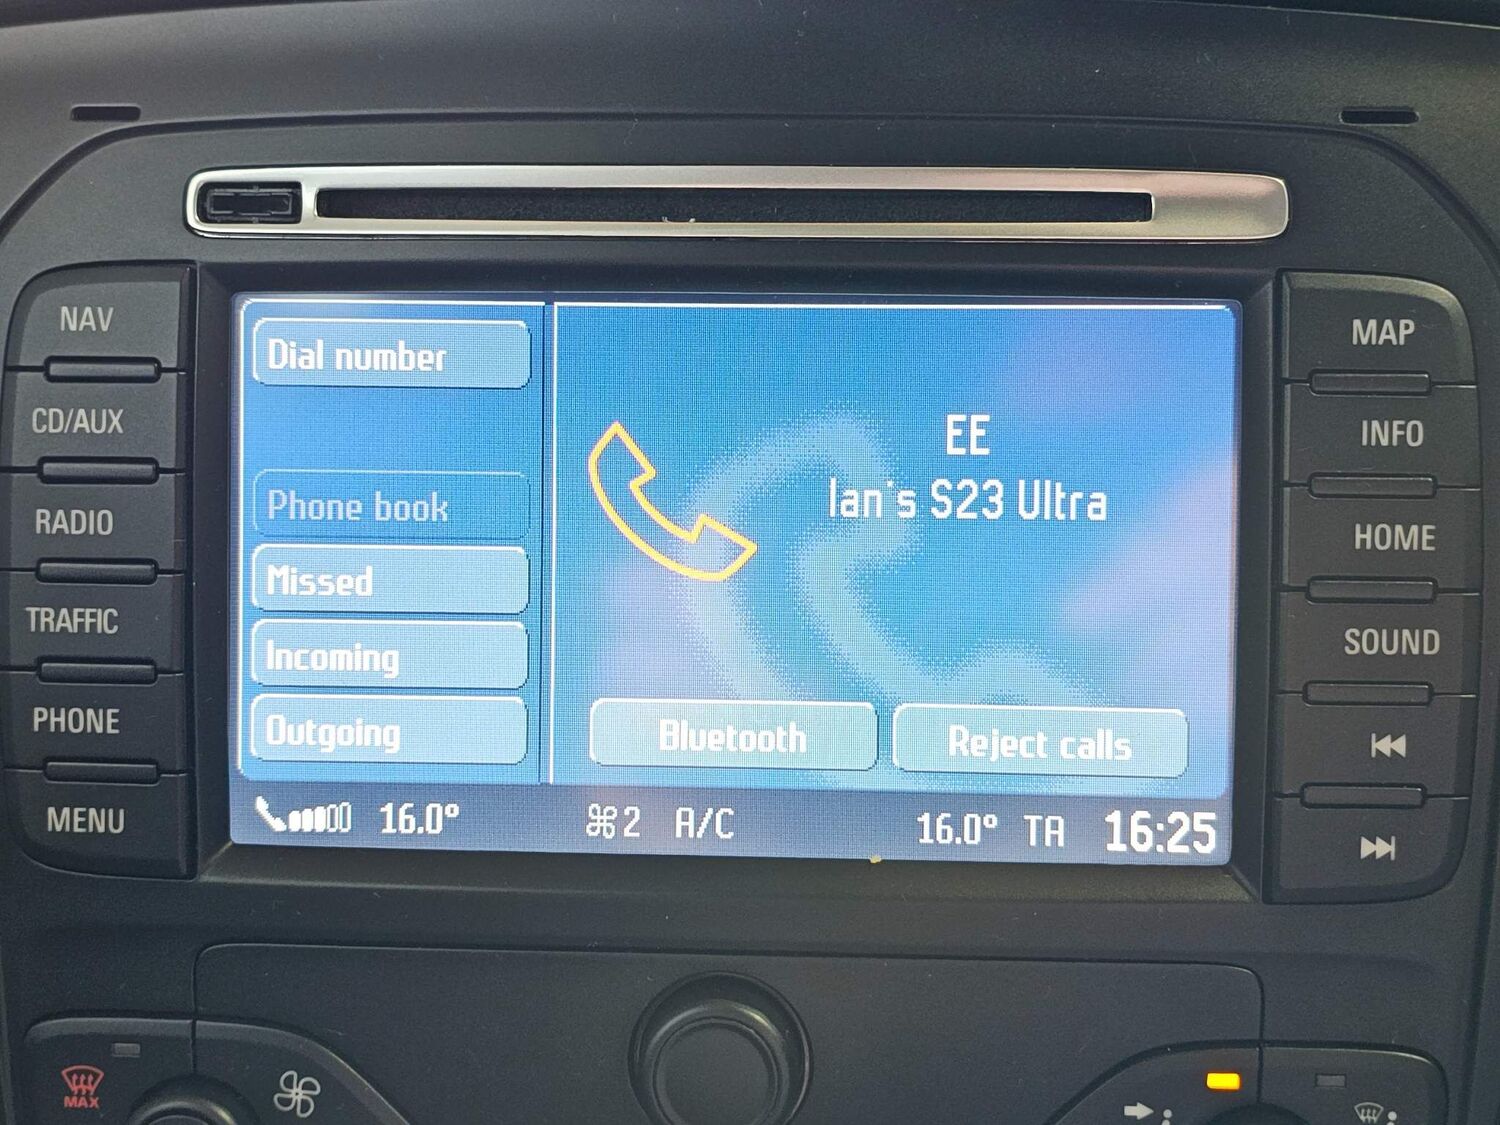 NAV
CD/AUX
RADIO
TRAFFIC
PHONE
MENU
Dial number
Phone book
Missed
Incoming
Outgoing
EE
Ian's S23 Ultra
Bluetooth
Reject calls
16.0°
2
A/C
16.0°
TA
16:25
MAP
INFO
HOME
SOUND
MAX